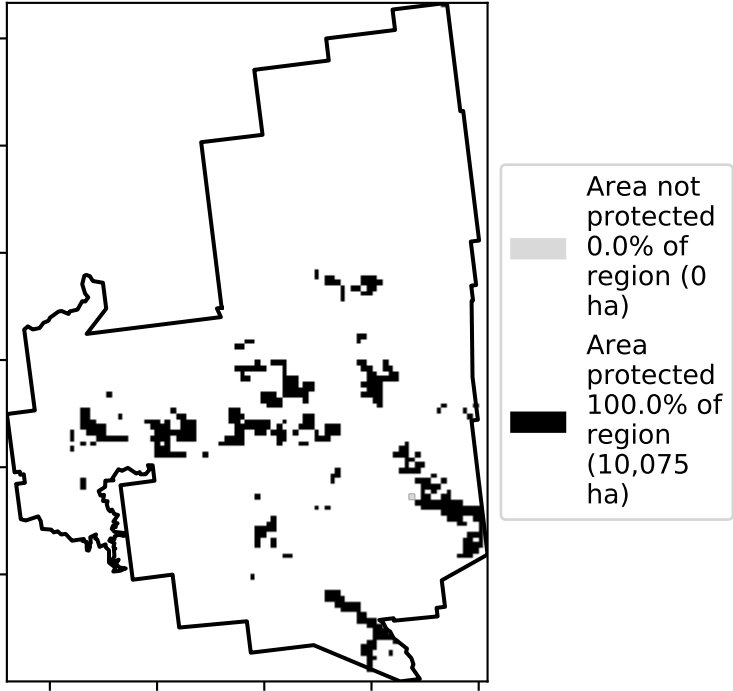 Area not
protected
0.0% of
region (0
ha)
Area
protected
100.0% of
region
(10,075
ha)